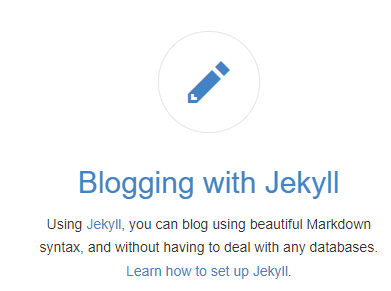 Blogging with Jekyll
Using Jekyll, you can blog using beautiful Markdown
syntax, and without having to deal with any databases.
Learn how to set up Jekyll.